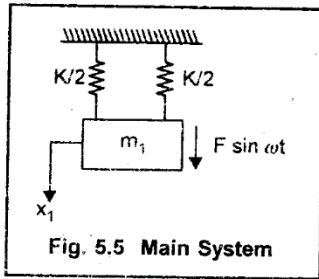 K/2 K/2
m₁
F sin ωt
x₁
Fig. 5.5 Main System